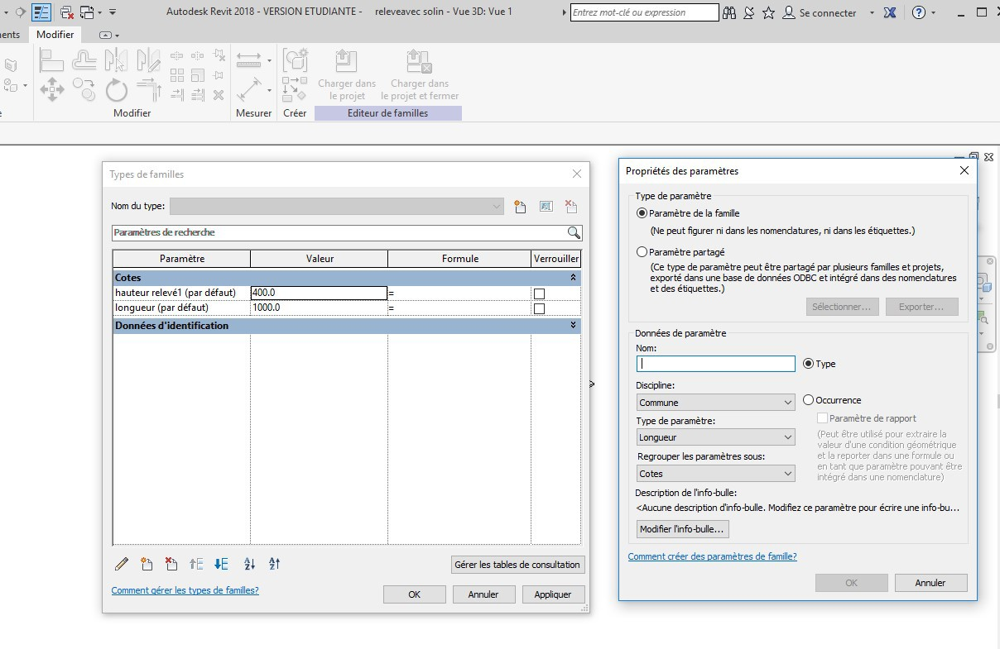 Autodesk Revit 2018 - VERSION ETUDIANTE - releveavec solin - Vue 3D: Vue 1
Entrez mot-clé ou expression
Se connecter
ments
Modifier
Charger dans
le projet
Charger dans
le projet et fermer
Modifier
Mesurer
Créer
Editeur de familles
Types de familles
Nom du type:
Paramètres de recherche
Paramètre Valeur Formule Verrouiller
Cotes
hauteur relevé1 (par défaut) 400.0 =
longueur (par défaut) 1000.0 =
Données d'identification
Gérer les tables de consultation
Comment gérer les types de familles?
OK Annuler Appliquer
Propriétés des paramètres
Type de paramètre
Paramètre de la famille
(Ne peut figurer ni dans les nomenclatures, ni dans les étiquettes.)
Paramètre partagé
(Ce type de paramètre peut être partagé par plusieurs familles et projets,
exporté dans une base de données ODBC et intégré dans des nomenclatures
et des étiquettes.)
Sélectionner... Exporter...
Données de paramètre
Nom:
Type
Discipline:
Commune
Occurrence
Type de paramètre:
Longueur
Paramètre de rapport
(Peut être utilisé pour extraire la
valeur d'une condition géométrique
et la reporter dans une formule ou
en tant que paramètre pouvant être
intégré dans une nomenclature)
Regrouper les paramètres sous:
Cotes
Description de l'info-bulle:
<Aucune description d'info-bulle. Modifiez ce paramètre pour écrire une info-bu...
Modifier l'info-bulle...
Comment créer des paramètres de famille?
OK Annuler